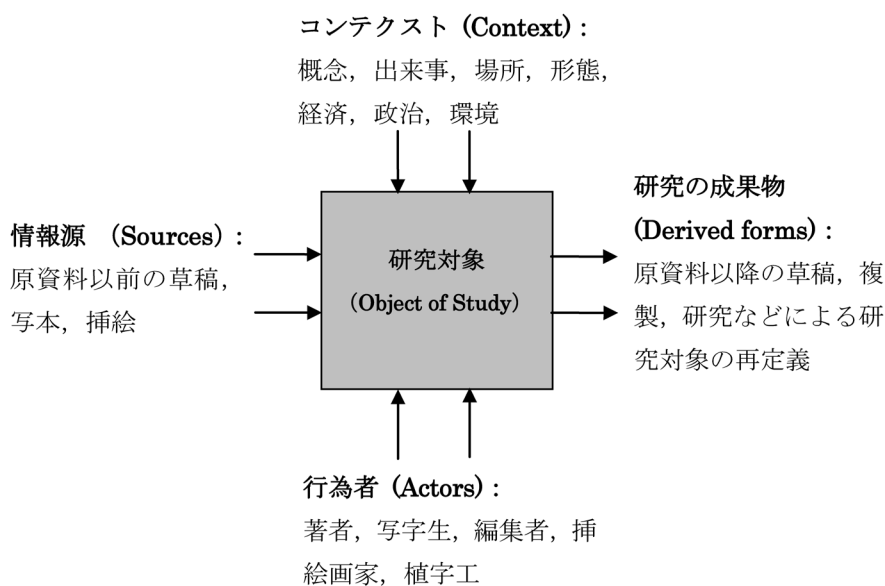 コンテクスト (Context) :
概念，出来事，場所，形態，
経済，政治，環境
情報源　(Sources) :
原資料以前の草稿，
写本，挿絵
研究対象
(Object of Study)
研究の成果物
(Derived forms) :
原資料以降の草稿，複
製，研究などによる研
究対象の再定義
行為者 (Actors) :
著者，写字生，編集者，挿
絵画家，植字工